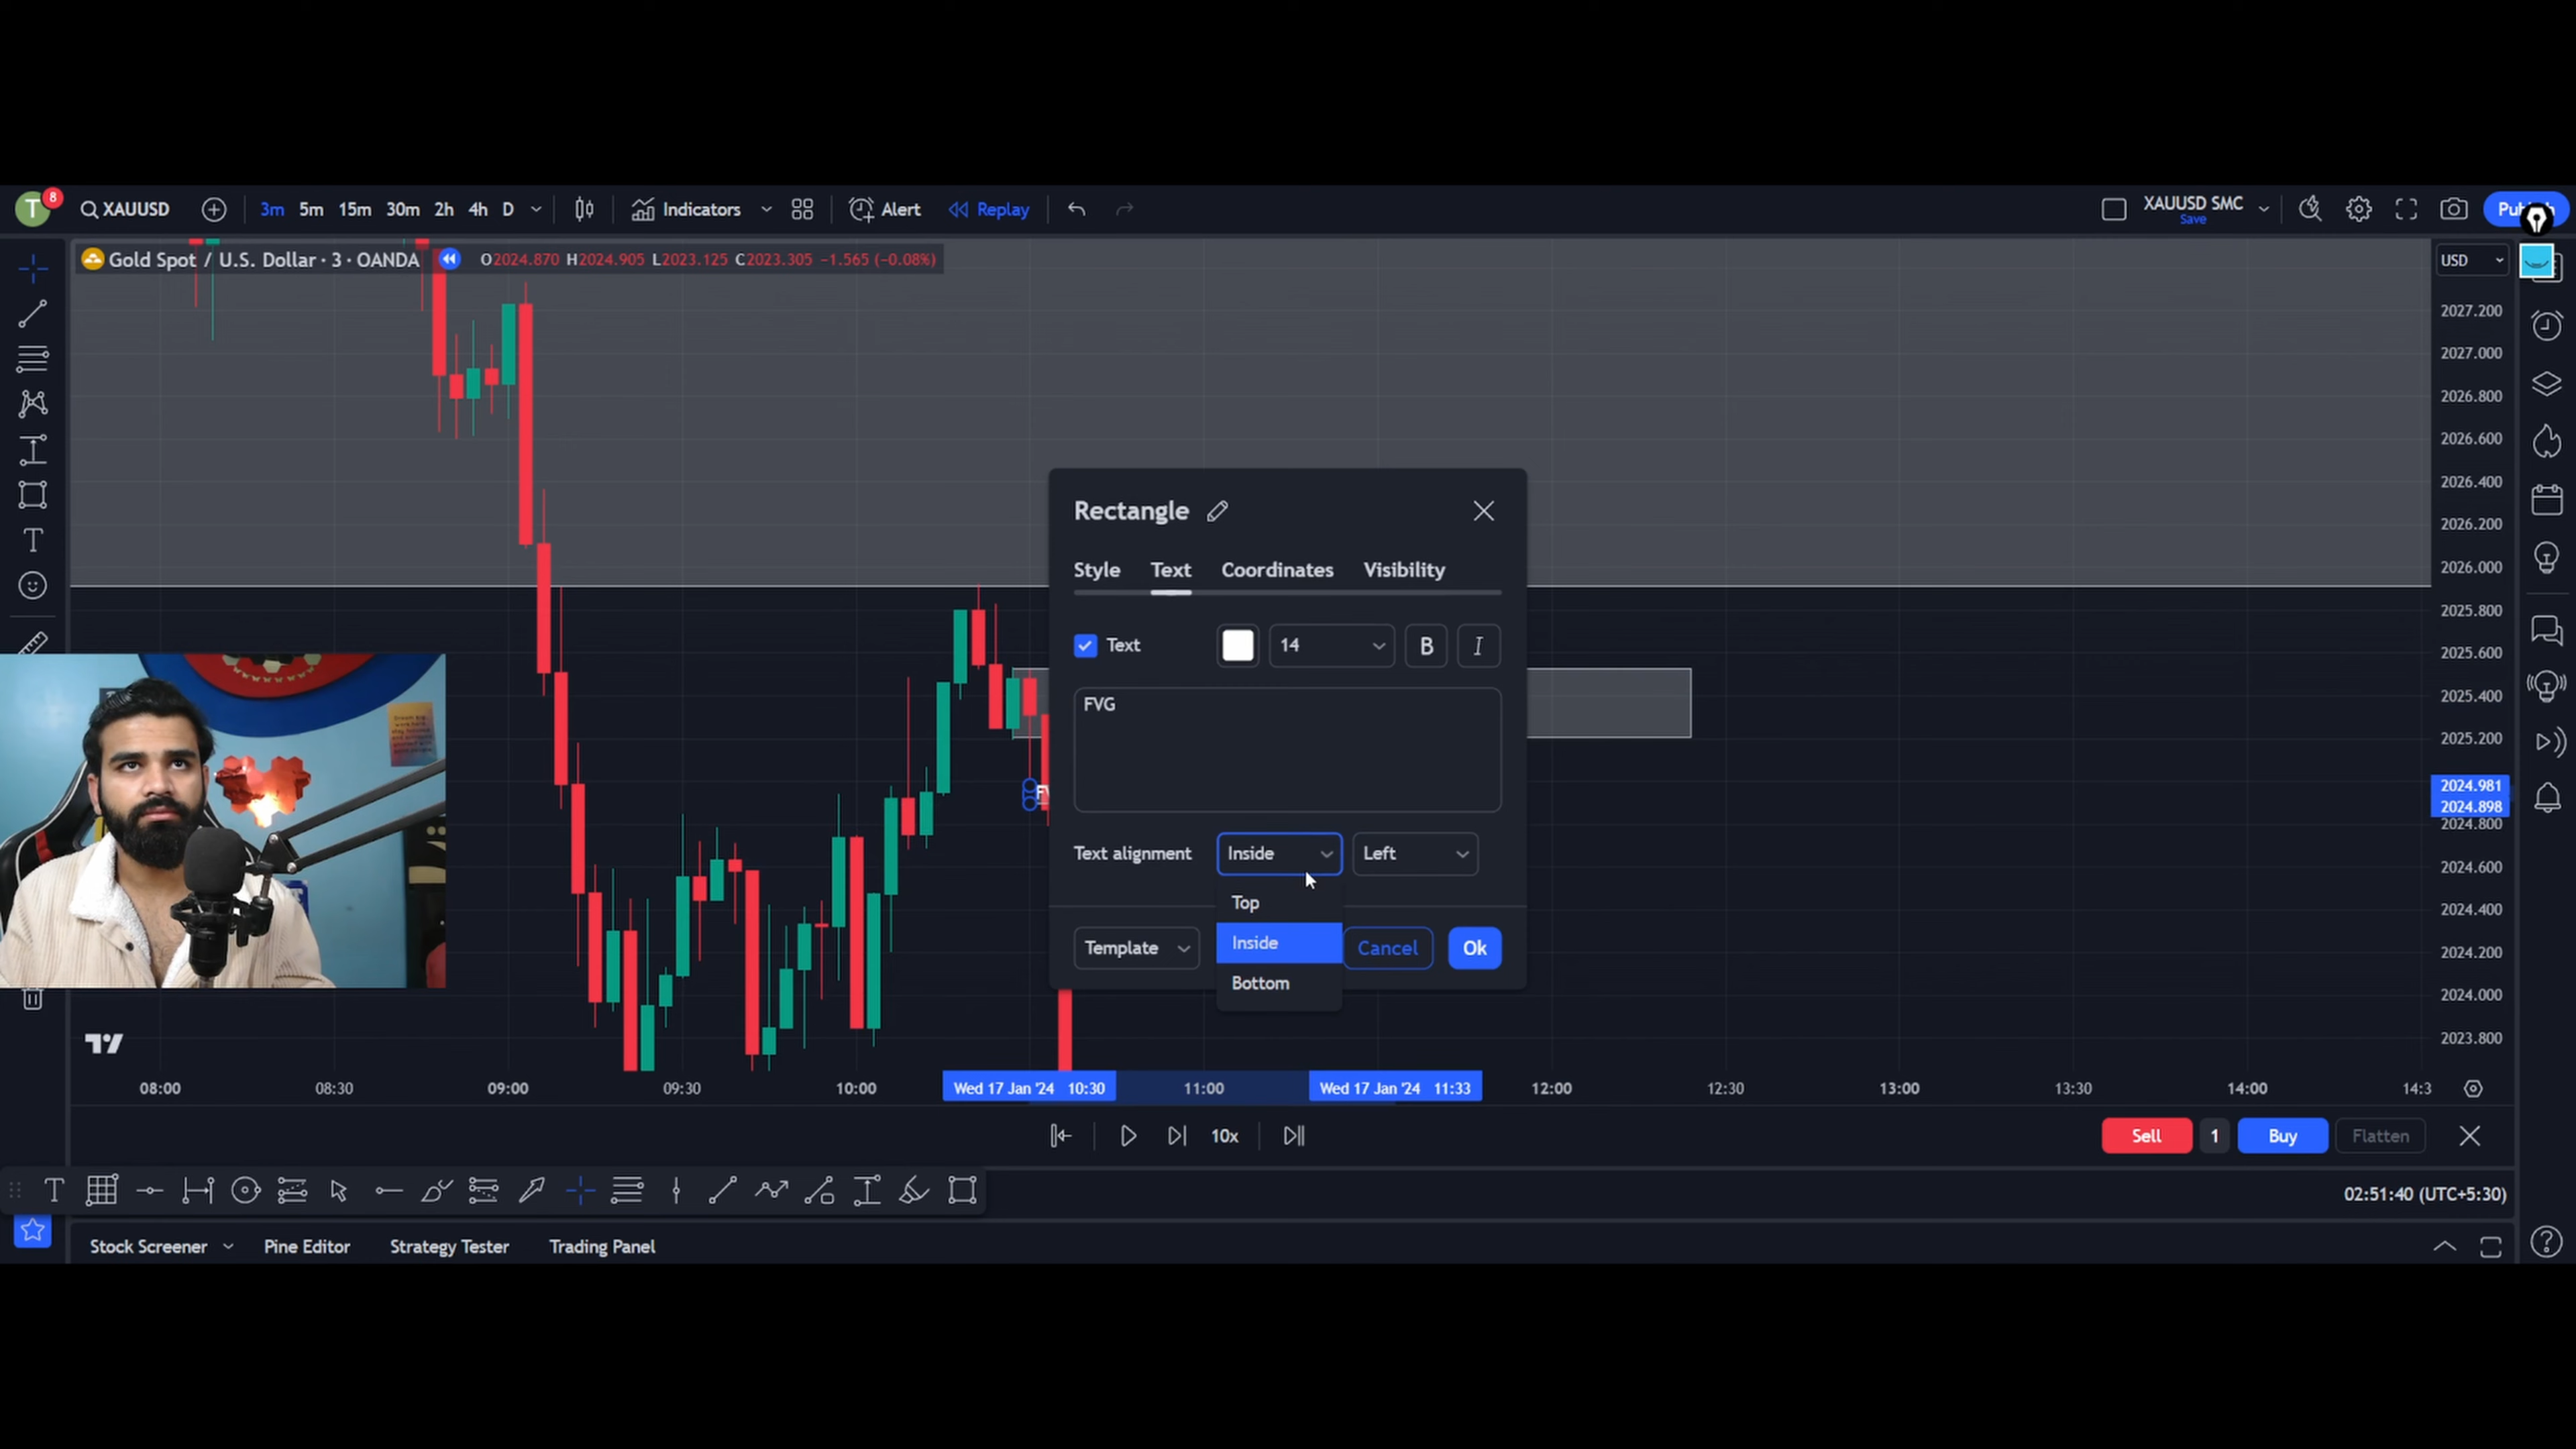 T 8 XAUUSD 3m 5m 15m 30m 2h 4h D Indicators Alert Replay XAUUSD SMC
Save
Gold Spot / U.S. Dollar · 3 · OANDA O2024.870 H2024.905 L2023.125 C2023.305 −1.565 (−0.08%)
USD
2027.200
2027.000
2026.800
2026.600
2026.400
2026.200
2026.000
2025.800
2025.600
2025.400
2025.200
2024.981
2024.898
2024.800
2024.600
2024.400
2024.200
2024.000
2023.800
Rectangle
Style Text Coordinates Visibility
Text 14 B I
FVG
Text alignment Inside Left
Top
Inside
Bottom
Template Cancel Ok
08:00 08:30 09:00 09:30 10:00 Wed 17 Jan '24 10:30 11:00 Wed 17 Jan '24 11:33 12:00 12:30 13:00 13:30 14:00 14:3
10x Sell 1 Buy Flatten
02:51:40 (UTC+5:30)
Stock Screener Pine Editor Strategy Tester Trading Panel